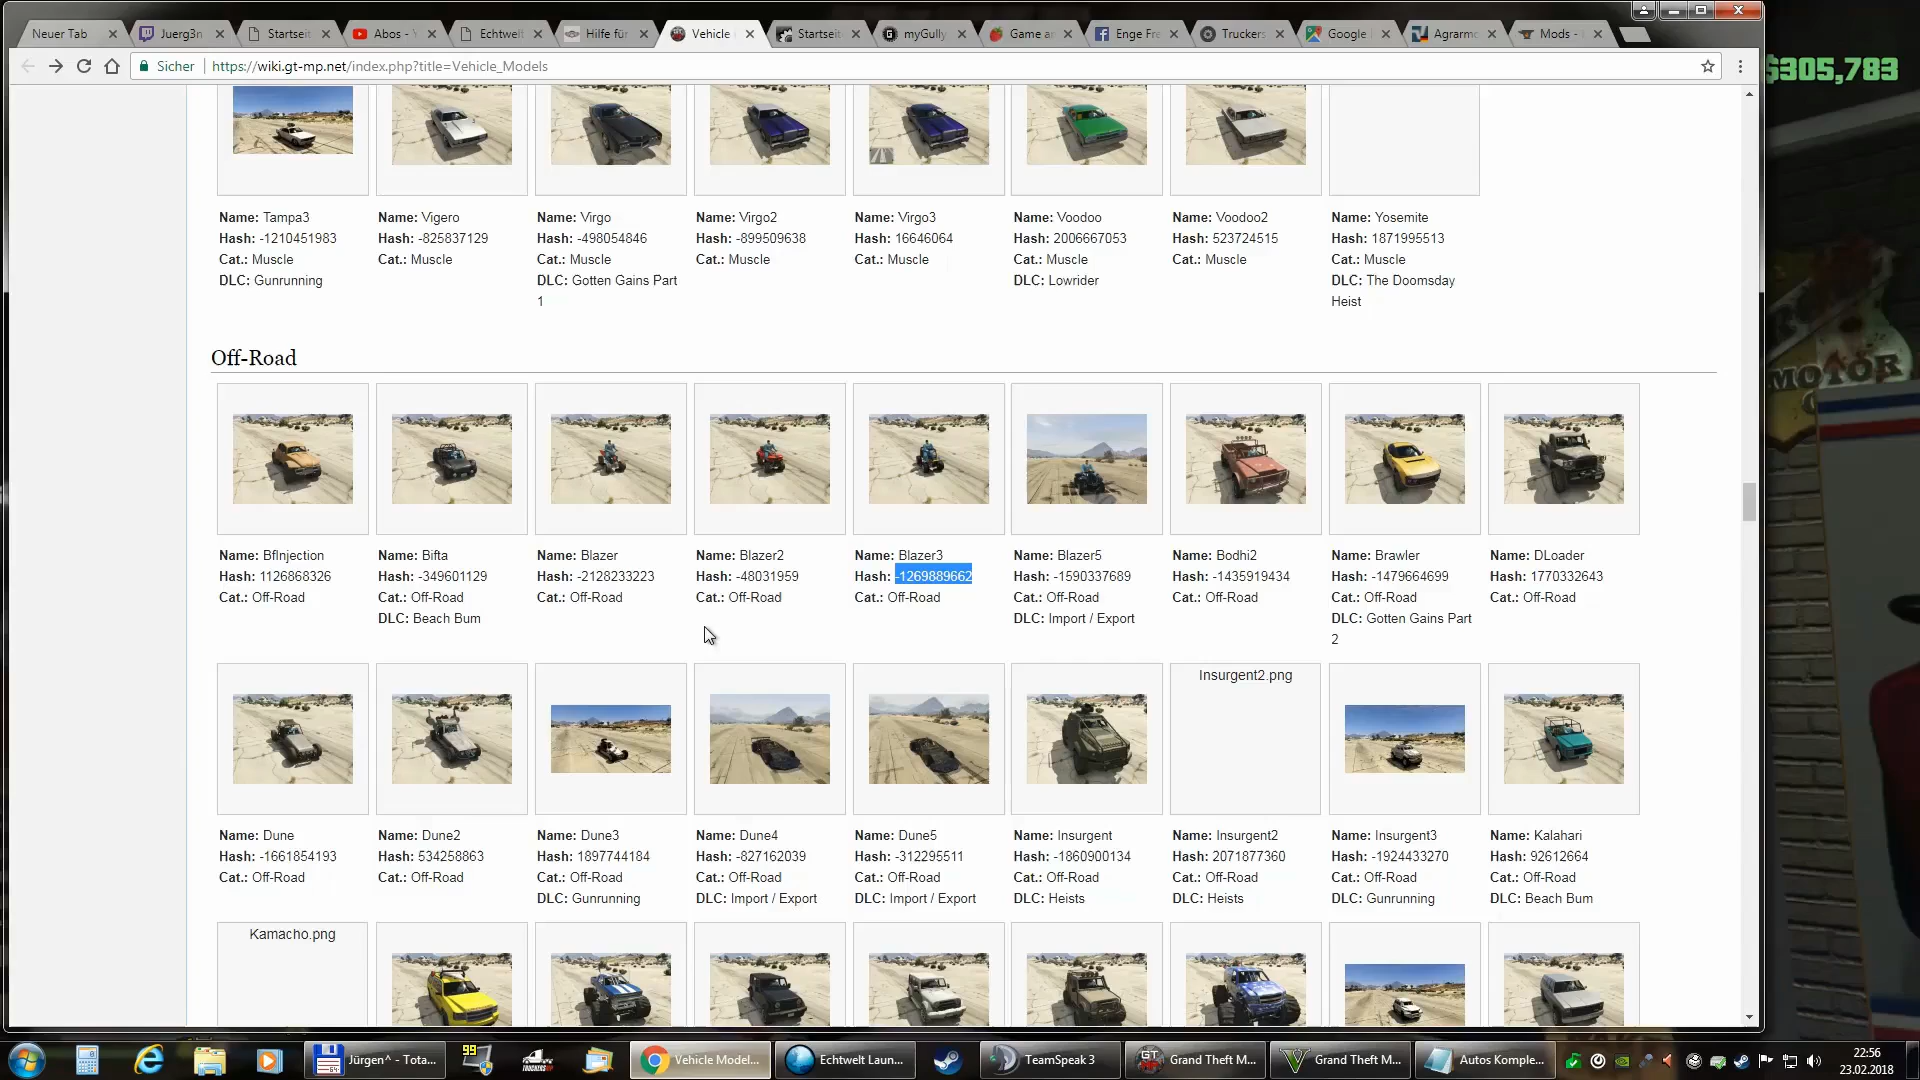 Neuer Tab
Juerg3n
Startseit
Abos -
Echtwelt
Hilfe für
Vehicle
Startseit
myGully
Game a
Enge Fre
Truckers
Google
Agrarmo
Mods -
Sicher
https://wiki.gt-mp.net/index.php?title=Vehicle_Models
$305,783
Name: Tampa3
Hash: -1210451983
Cat.: Muscle
DLC: Gunrunning
Name: Vigero
Hash: -825837129
Cat.: Muscle
Name: Virgo
Hash: -498054846
Cat.: Muscle
DLC: Gotten Gains Part
1
Name: Virgo2
Hash: -899509638
Cat.: Muscle
Name: Virgo3
Hash: 16646064
Cat.: Muscle
Name: Voodoo
Hash: 2006667053
Cat.: Muscle
DLC: Lowrider
Name: Voodoo2
Hash: 523724515
Cat.: Muscle
Name: Yosemite
Hash: 1871995513
Cat.: Muscle
DLC: The Doomsday
Heist
Off-Road
Name: BfInjection
Hash: 1126868326
Cat.: Off-Road
Name: Bifta
Hash: -349601129
Cat.: Off-Road
DLC: Beach Bum
Name: Blazer
Hash: -2128233223
Cat.: Off-Road
Name: Blazer2
Hash: -48031959
Cat.: Off-Road
Name: Blazer3
Hash: -1269889662
Cat.: Off-Road
Name: Blazer5
Hash: -1590337689
Cat.: Off-Road
DLC: Import / Export
Name: Bodhi2
Hash: -1435919434
Cat.: Off-Road
Name: Brawler
Hash: -1479664699
Cat.: Off-Road
DLC: Gotten Gains Part
2
Name: DLoader
Hash: 1770332643
Cat.: Off-Road
Insurgent2.png
Name: Dune
Hash: -1661854193
Cat.: Off-Road
Name: Dune2
Hash: 534258863
Cat.: Off-Road
Name: Dune3
Hash: 1897744184
Cat.: Off-Road
DLC: Gunrunning
Name: Dune4
Hash: -827162039
Cat.: Off-Road
DLC: Import / Export
Name: Dune5
Hash: -312295511
Cat.: Off-Road
DLC: Import / Export
Name: Insurgent
Hash: -1860900134
Cat.: Off-Road
DLC: Heists
Name: Insurgent2
Hash: 2071877360
Cat.: Off-Road
DLC: Heists
Name: Insurgent3
Hash: -1924433270
Cat.: Off-Road
DLC: Gunrunning
Name: Kalahari
Hash: 92612664
Cat.: Off-Road
DLC: Beach Bum
Kamacho.png
MOTOR
Jürgen^ - Tota...
99
Vehicle Model...
Echtwelt Laun...
TeamSpeak 3
Grand Theft M...
Grand Theft M...
Autos Komple...
22:56
23.02.2018